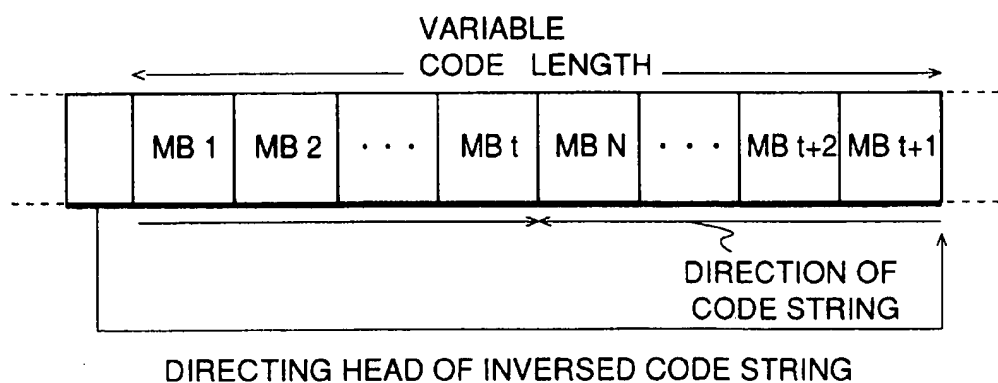 VARIABLE
CODE LENGTH
MB 1 MB 2 · · · MB t MB N · · · MB t+2 MB t+1
DIRECTION OF
CODE STRING
DIRECTING HEAD OF INVERSED CODE STRING